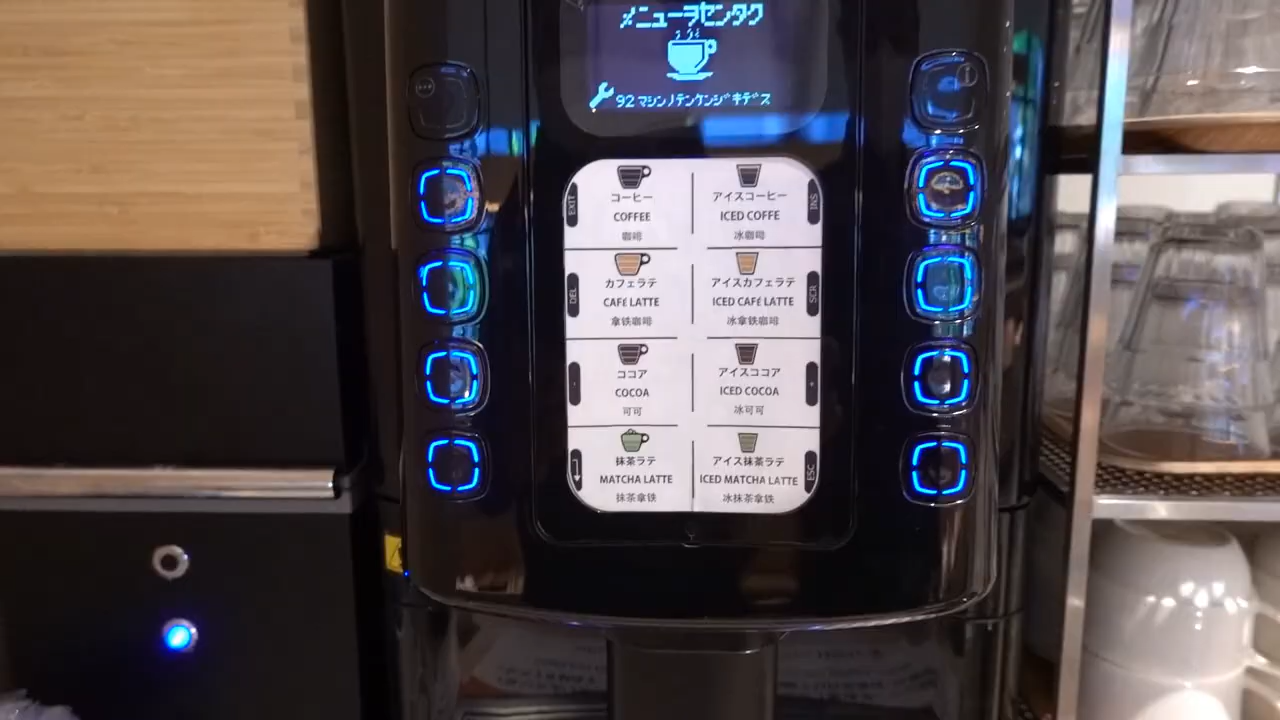 メニューヲセンタク
92 マシンノテンケンジキデス
コーヒー
COFFEE
咖啡
アイスコーヒー
ICED COFFE
冰咖啡
EXIT
INS
カフェラテ
CAFé LATTE
拿铁咖啡
アイスカフェラテ
ICED CAFé LATTE
冰拿铁咖啡
DEL
SCR
ココア
COCOA
可可
アイスココア
ICED COCOA
冰可可
-
+
抹茶ラテ
MATCHA LATTE
抹茶拿铁
アイス抹茶ラテ
ICED MATCHA LATTE
冰抹茶拿铁
ESC